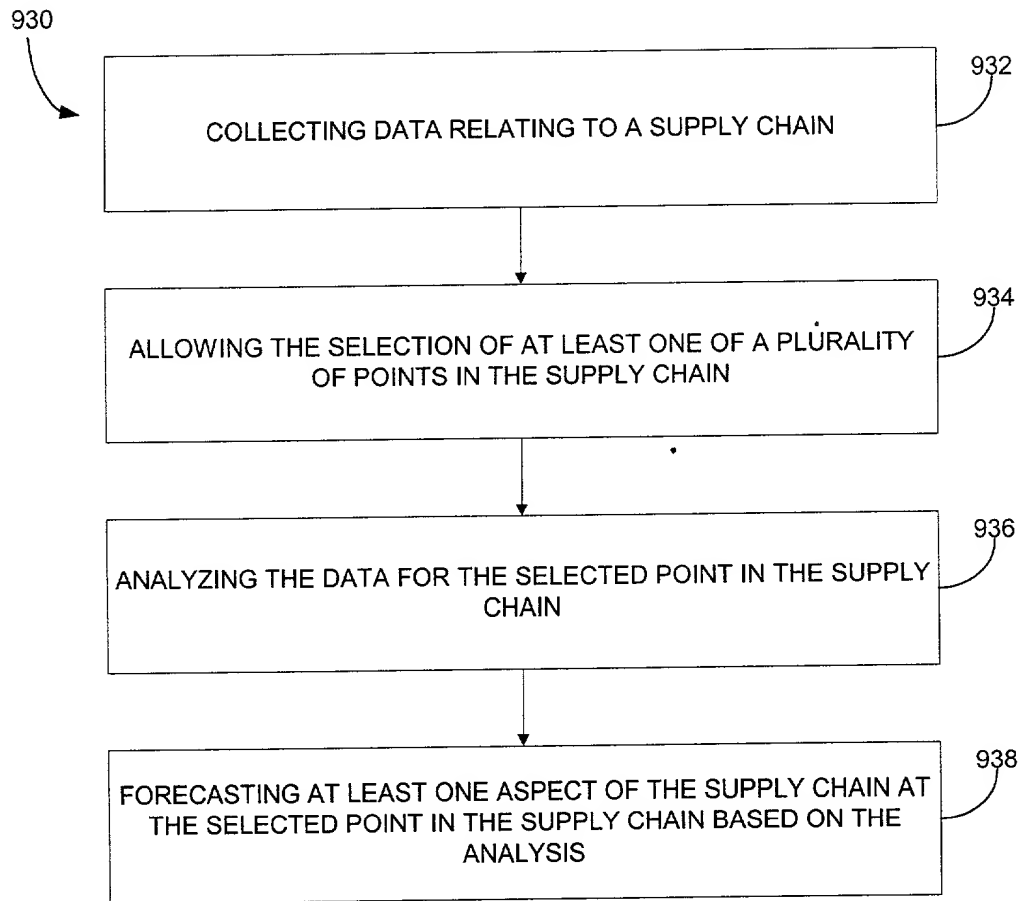 930
932
COLLECTING DATA RELATING TO A SUPPLY CHAIN
934
ALLOWING THE SELECTION OF AT LEAST ONE OF A PLURALITY
OF POINTS IN THE SUPPLY CHAIN
936
ANALYZING THE DATA FOR THE SELECTED POINT IN THE SUPPLY
CHAIN
938
FORECASTING AT LEAST ONE ASPECT OF THE SUPPLY CHAIN AT
THE SELECTED POINT IN THE SUPPLY CHAIN BASED ON THE
ANALYSIS